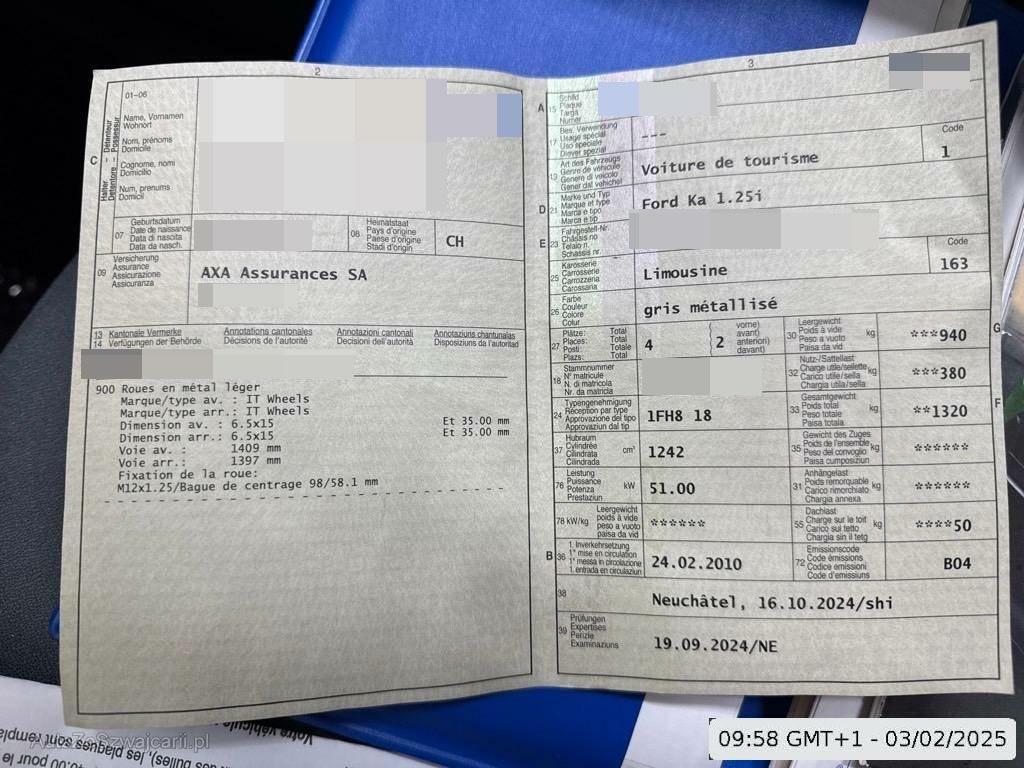 2
01-06
Name, Vornamen
Wohnort
Nom, prénoms
Domicile
Cognome, nomi
Domicilio
Num, prenums
Domicil
C
Halter – Détenteur
Detentore – Possessur
07
Geburtsdatum
Date de naissance
Data di nascita
Data da nasch.
08
Heimatstaat
Pays d'origine
Paese d'origine
Stadi d'origin
CH
09
Versicherung
Assurance
Assicurazione
Assicuranza
AXA Assurances SA
13 Kantonale Vermerke
14 Verfügungen der Behörde
Annotations cantonales
Décisions de l'autorité
Annotazioni cantonali
Decisioni dell'autorità
Annotaziuns chantunalas
Disposiziuns da l'autoritad
900 Roues en métal léger
Marque/type av. : IT Wheels
Marque/type arr.: IT Wheels
Dimension av. : 6.5x15 Et 35.00 mm
Dimension arr.: 6.5x15 Et 35.00 mm
Voie av. : 1409 mm
Voie arr.: 1397 mm
Fixation de la roue:
M12x1.25/Bague de centrage 98/58.1 mm
3
A
15
Schild
Plaque
Targa
Numer
17
Bes. Verwendung
Usage spécial
Uso speciale
Diever spezial
---
19
Art des Fahrzeugs
Genre de véhicule
Genere di veicolo
Gener dal vehichel
Voiture de tourisme
Code
1
D
21
Marke und Typ
Marque et type
Marca e tipo
Marca e tip
Ford Ka 1.25i
E
23
Fahrgestell-Nr.
Châssis no
Telaio n.
Schassis nr.
25
Karosserie
Carrosserie
Carrozzeria
Carossaria
Limousine
Code
163
26
Farbe
Couleur
Colore
Colur
gris métallisé
27
Plätze: Total
Places: Total
Posti: Totale
Plazs: Total
4
2
vorne)
avant)
anteriori)
davant)
30
Leergewicht
Poids à vide
Peso a vuoto
Paisa da vid
kg
***940
G
18
Stammnummer
N° matricule
N. di matricola
Nr. da matricla
32
Nutz-/Sattellast
Charge utile/sellette
Carico utile/sella
Chargia utila/sella
kg
***380
24
Typengenehmigung
Réception par type
Approvazione del tipo
Approvaziun dal tip
1FH8 18
33
Gesamtgewicht
Poids total
Peso totale
Paisa totala
kg
**1320
F
37
Hubraum
Cylindrée
Cilindrata
Cilindrada
cm³
1242
35
Gewicht des Zuges
Poids de l'ensemble
Peso del convoglio
Paisa cumposiziun
kg
******
76
Leistung
Puissance
Potenza
Prestaziun
kW
51.00
31
Anhängelast
Poids remorquable
Carico rimorchiato
Chargia annexa
kg
******
78 kW/kg
Leergewicht
poids à vide
peso a vuoto
paisa da vid
******
55
Dachlast
Charge sur le toit
Carico sul tetto
Chargia sin il tetg
kg
****50
B
36
1. Inverkehrsetzung
1re mise en circulation
1a messa in circolazione
1. entrada en circulaziun
24.02.2010
72
Emissionscode
Code émissions
Codice emissioni
Code d'emissiuns
B04
38
Neuchâtel, 16.10.2024/shi
39
Prüfungen
Expertises
Perizie
Examinaziuns
19.09.2024/NE
AutoZeSzwajcarii.pl
Votre véhicule
09:58 GMT+1 - 03/02/2025